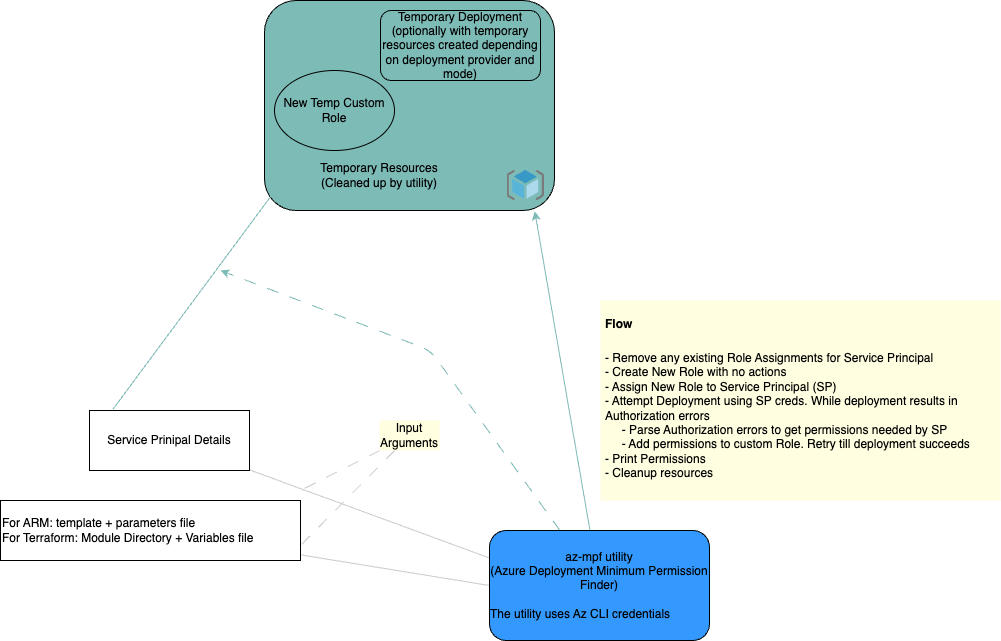 Temporary Deployment
(optionally with temporary
resources created depending
on deployment provider and
mode)
New Temp Custom
Role
Temporary Resources
(Cleaned up by utility)
Flow
- Remove any existing Role Assignments for Service Principal
- Create New Role with no actions
- Assign New Role to Service Principal (SP)
- Attempt Deployment using SP creds. While deployment results in
Authorization errors
- Parse Authorization errors to get permissions needed by SP
- Add permissions to custom Role. Retry till deployment succeeds
- Print Permissions
- Cleanup resources
Service Prinipal Details
Input
Arguments
For ARM: template + parameters file
For Terraform: Module Directory + Variables file
az-mpf utility
(Azure Deployment Minimum Permission
Finder)
The utility uses Az CLI credentials